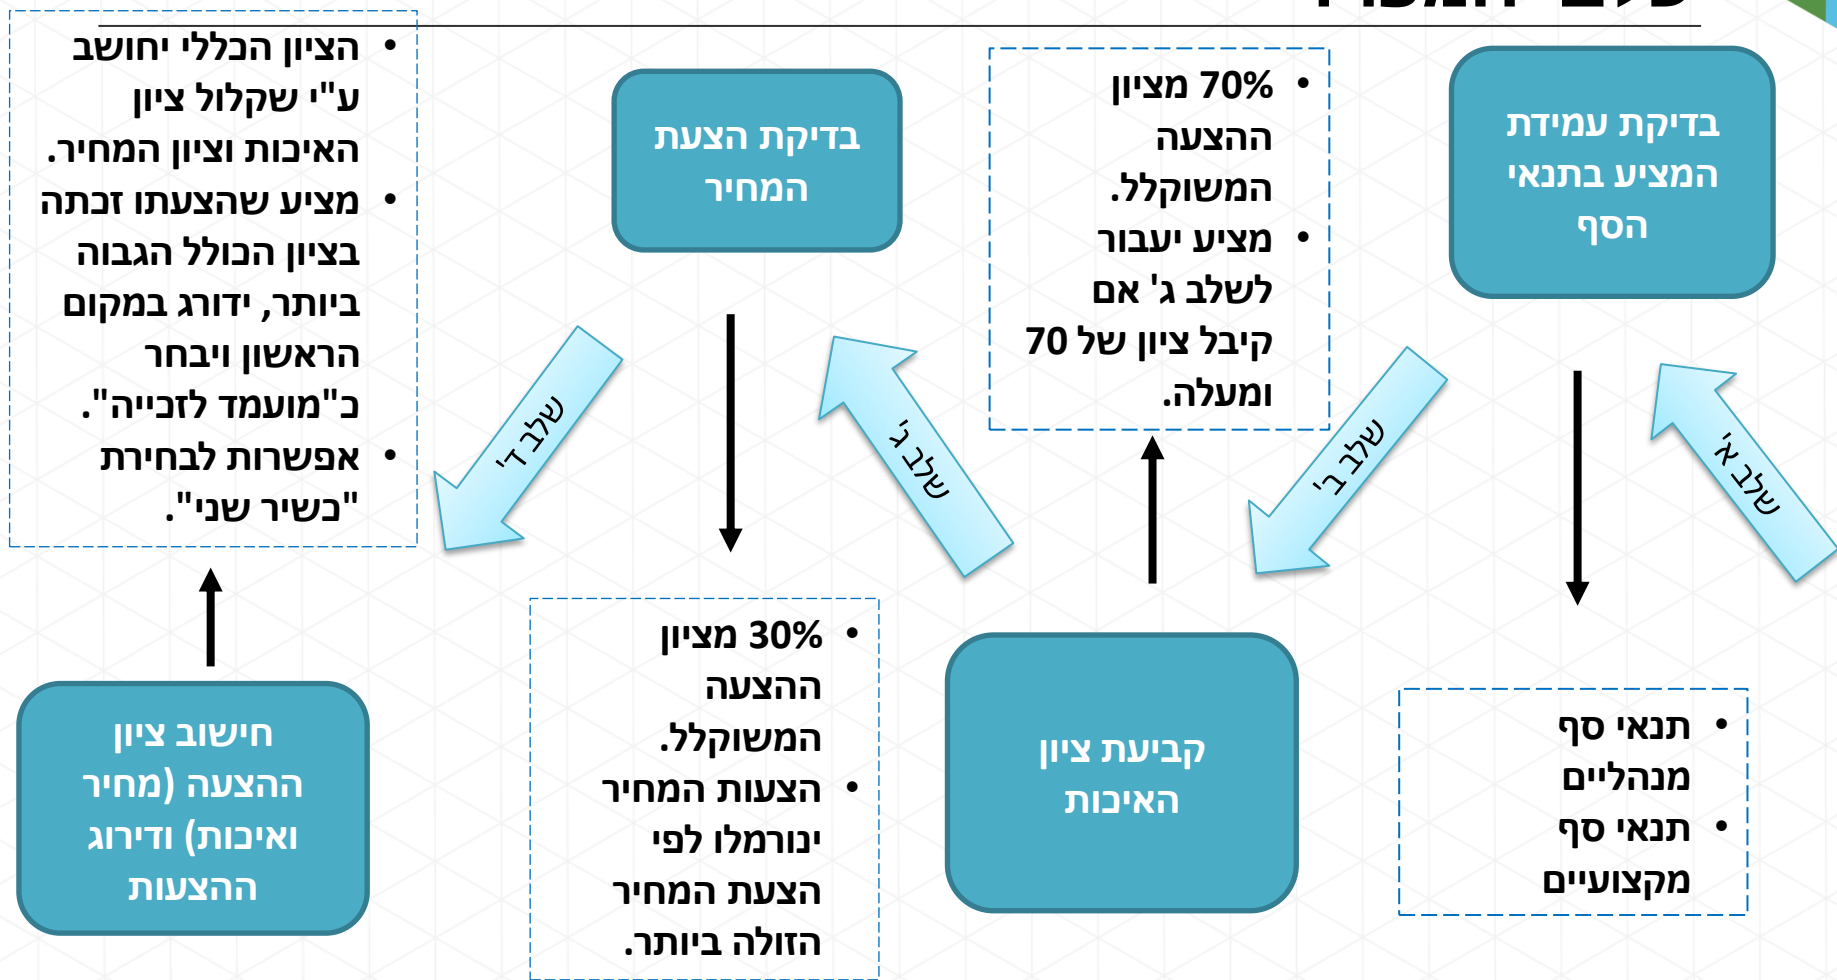 בדיקת עמידת
המציע בתנאי
הסף
שלב א'
• תנאי סף
מנהליים
• תנאי סף
מקצועיים
שלב ב'
קביעת ציון
האיכות
• 70% מציון
ההצעה
המשוקלל.
• מציע יעבור
לשלב ג' אם
קיבל ציון של 70
ומעלה.
שלב ג'
בדיקת הצעת
המחיר
• 30% מציון
ההצעה
המשוקלל.
• הצעות המחיר
ינורמלו לפי
הצעת המחיר
הזולה ביותר.
שלב ד'
חישוב ציון
ההצעה (מחיר
ואיכות) ודירוג
ההצעות
• הציון הכללי יחושב
ע"י שקלול ציון
האיכות וציון המחיר.
• מציע שהצעתו זכתה
בציון הכולל הגבוה
ביותר, ידורג במקום
הראשון ויבחר
כ"מועמד לזכייה".
• אפשרות לבחירת
"כשיר שני".